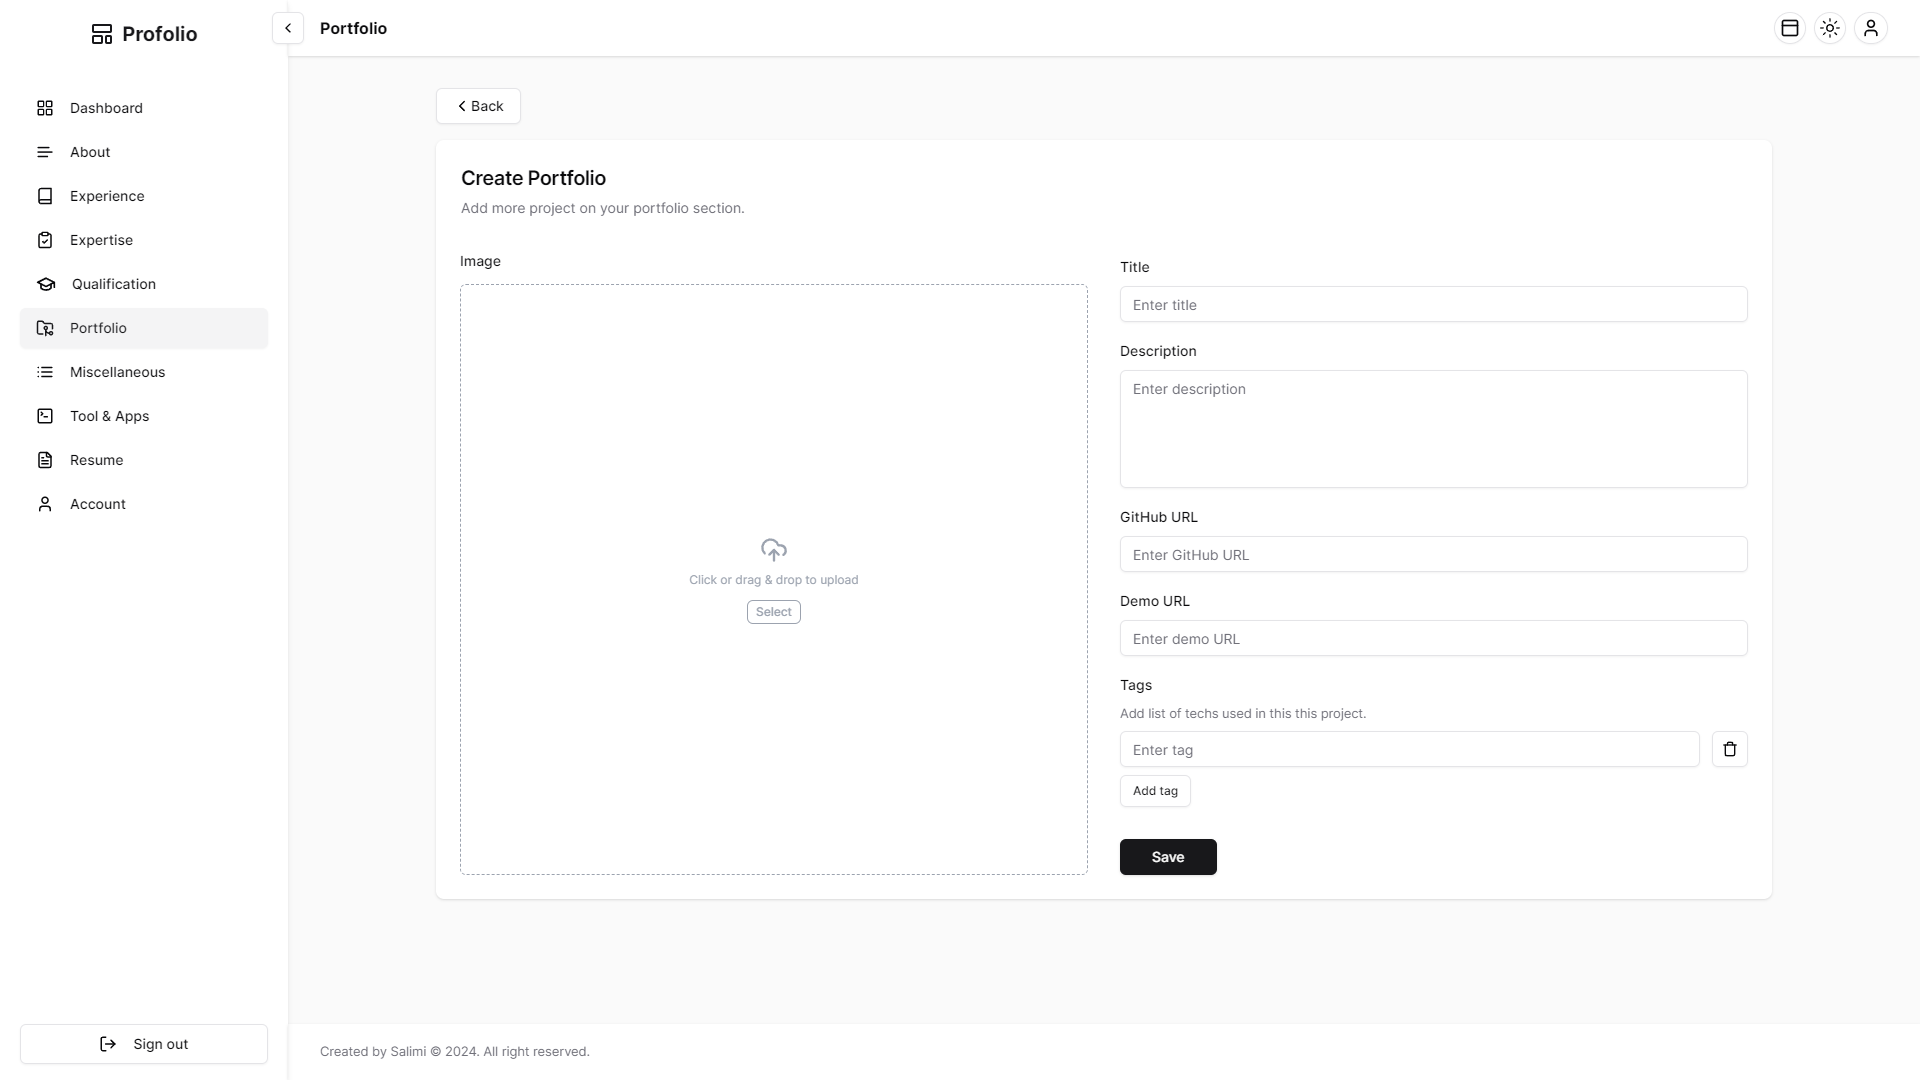 Profolio
Dashboard
About
Experience
Expertise
Qualification
Portfolio
Miscellaneous
Tool & Apps
Resume
Account
Sign out
Portfolio
Back
Create Portfolio
Add more project on your portfolio section.
Image
Click or drag & drop to upload
Select
Title
Enter title
Description
Enter description
GitHub URL
Enter GitHub URL
Demo URL
Enter demo URL
Tags
Add list of techs used in this this project.
Enter tag
Add tag
Save
Created by Salimi © 2024. All right reserved.